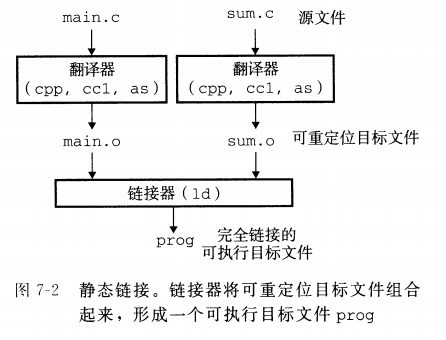 main.c sum.c 源文件
翻译器 翻译器
(cpp, cc1, as) (cpp, cc1, as)
main.o sum.o 可重定位目标文件
链接器(ld)
prog 完全链接的
可执行目标文件
图 7-2 静态链接。链接器将可重定位目标文件组合
起来,形成一个可执行目标文件 prog